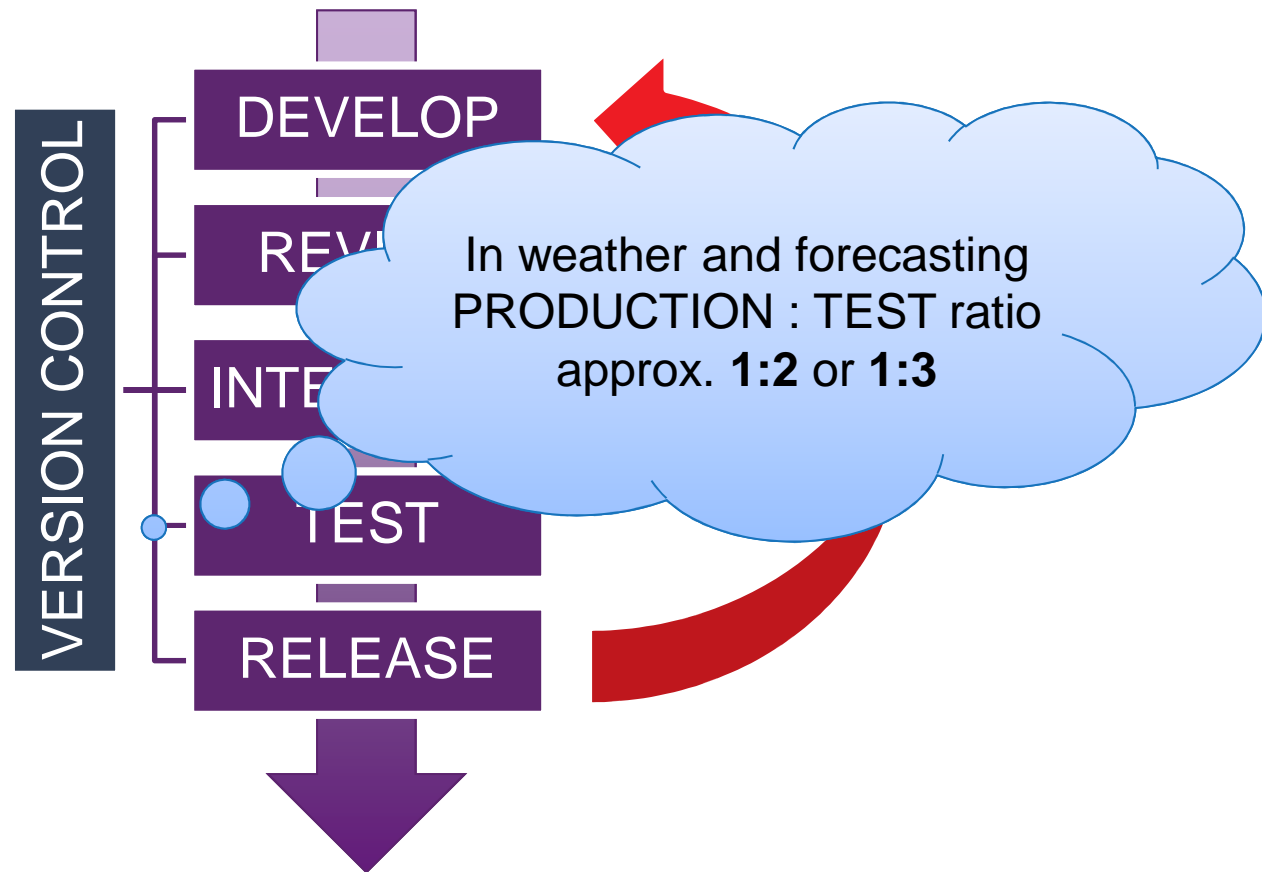 VERSION CONTROL
DEVELOP
In weather and forecasting
PRODUCTION : TEST ratio
approx. 1:2 or 1:3
TEST
RELEASE